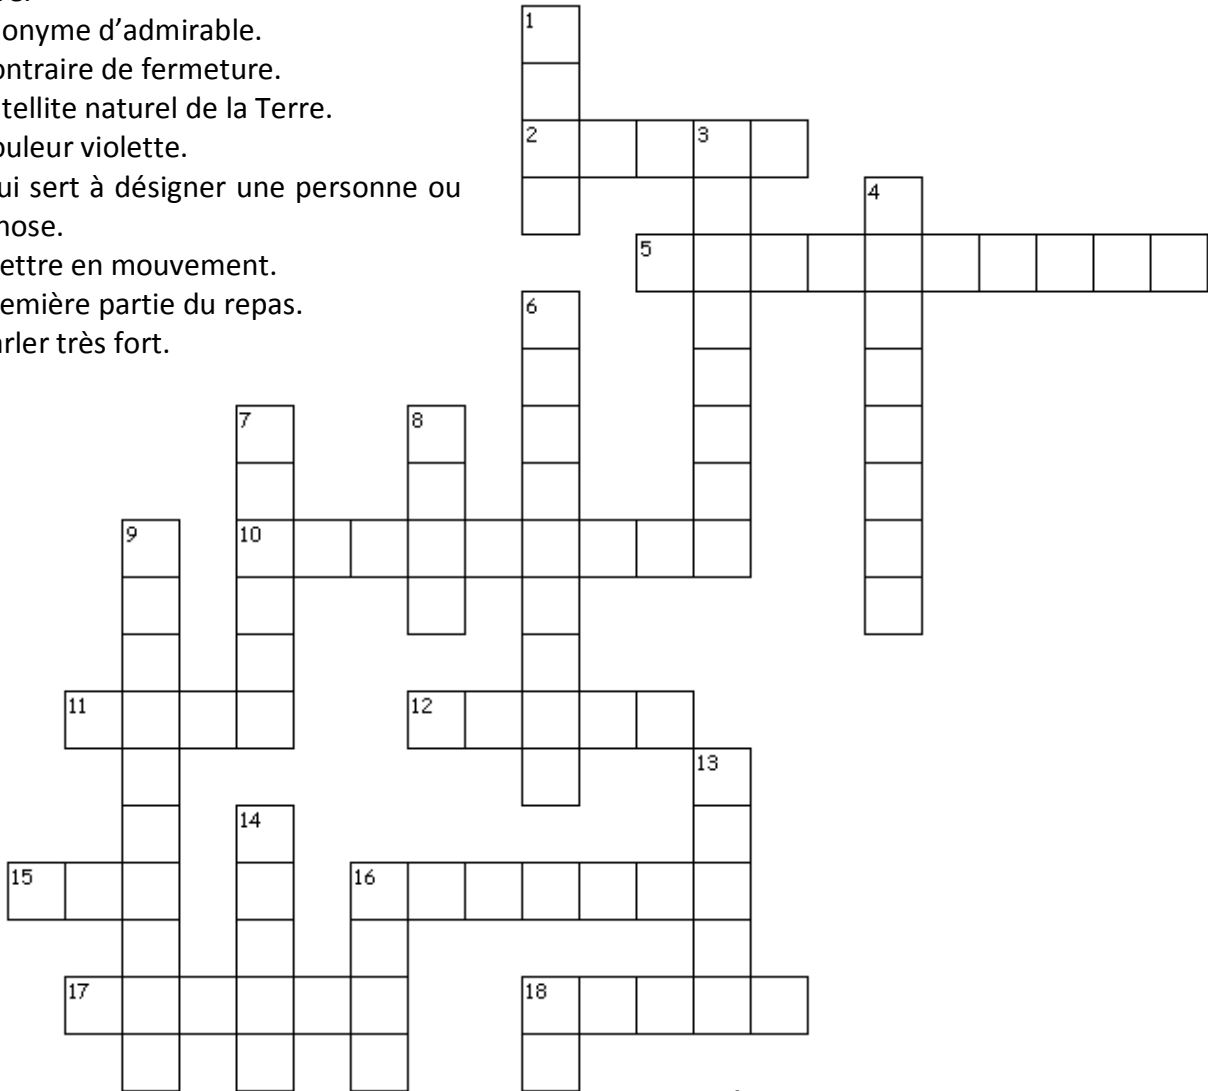 onyme d’admirable.
ontraire de fermeture.
tellite naturel de la Terre.
ouleur violette.
ui sert à désigner une personne ou
hose.
ettre en mouvement.
emière partie du repas.
arler très fort.
1
2 3
4
5
6
7 8
9 10
11 12
13
14
15 16
17 18